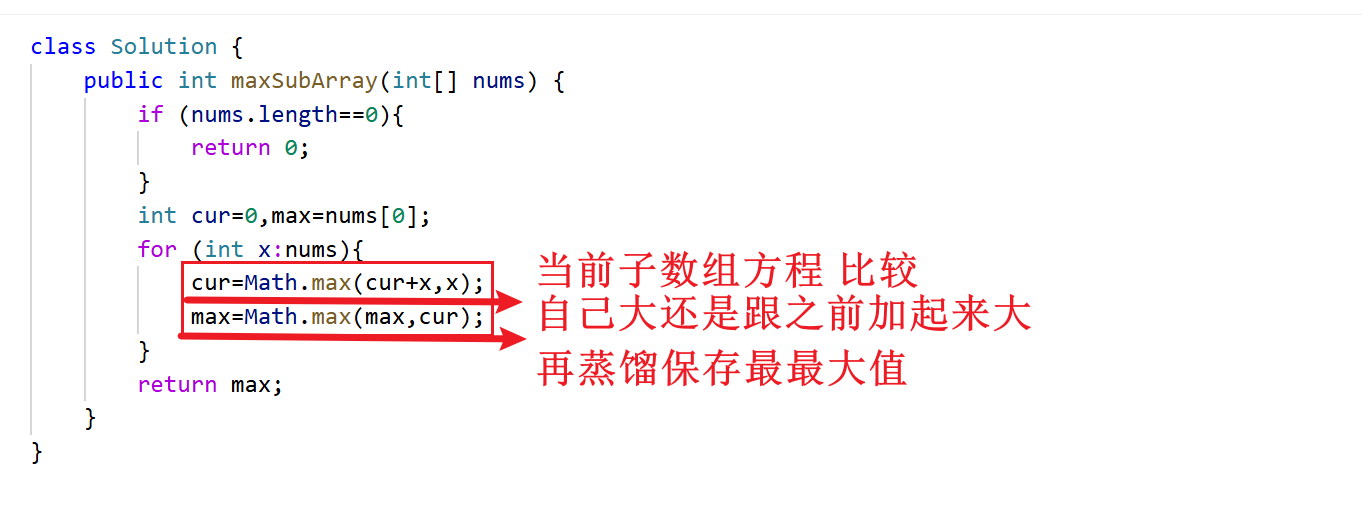 class Solution {
public int maxSubArray(int[] nums) {
if (nums.length==0){
return 0;
}
int cur=0,max=nums[0];
for (int x:nums){
cur=Math.max(cur+x,x);
max=Math.max(max,cur);
}
return max;
}
}
当前子数组方程 比较
自己大还是跟之前加起来大
再蒸馏保存最最大值